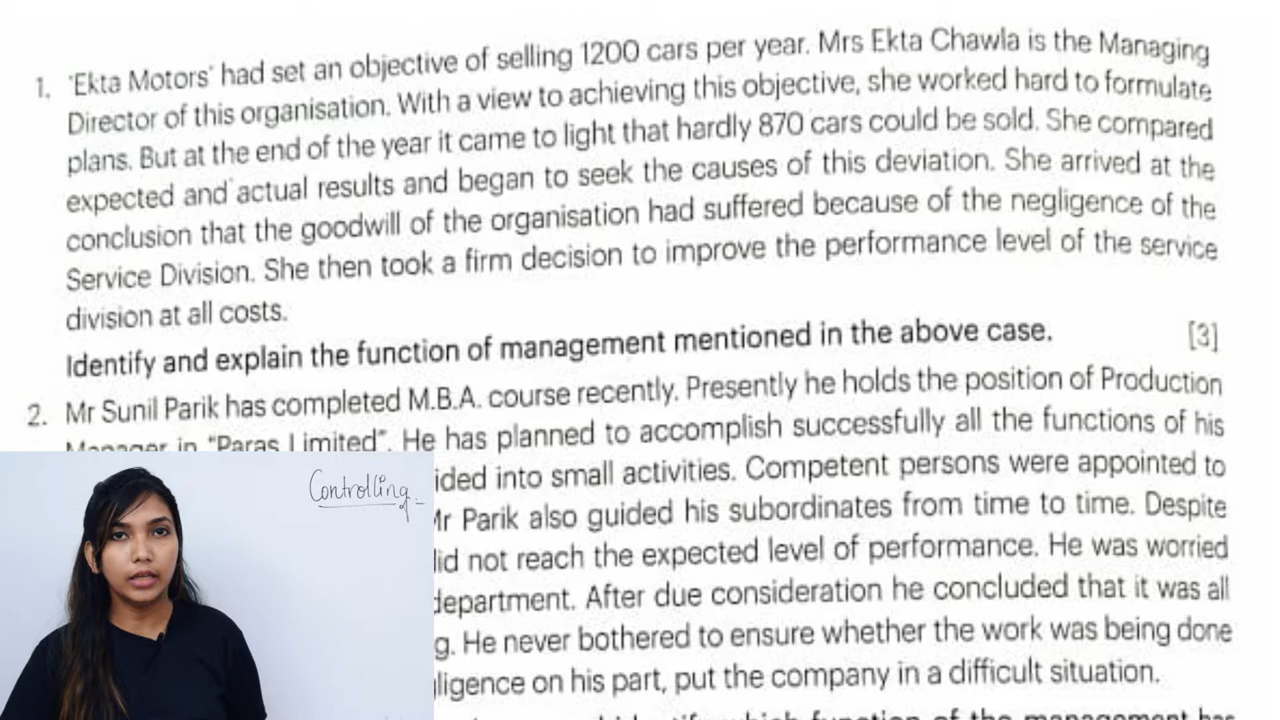 1. 'Ekta Motors' had set an objective of selling 1200 cars per year. Mrs Ekta Chawla is the Managing
Director of this organisation. With a view to achieving this objective, she worked hard to formulate
plans. But at the end of the year it came to light that hardly 870 cars could be sold. She compared
expected and actual results and began to seek the causes of this deviation. She arrived at the
conclusion that the goodwill of the organisation had suffered because of the negligence of the
Service Division. She then took a firm decision to improve the performance level of the service
division at all costs.
Identify and explain the function of management mentioned in the above case. [3]
2. Mr Sunil Parik has completed M.B.A. course recently. Presently he holds the position of Production
Manager in "Paras Limited". He has planned to accomplish successfully all the functions of his
ided into small activities. Competent persons were appointed to
Mr Parik also guided his subordinates from time to time. Despite
did not reach the expected level of performance. He was worried
department. After due consideration he concluded that it was all
g. He never bothered to ensure whether the work was being done
gligence on his part, put the company in a difficult situation.
identify which function of the management has
Controlling